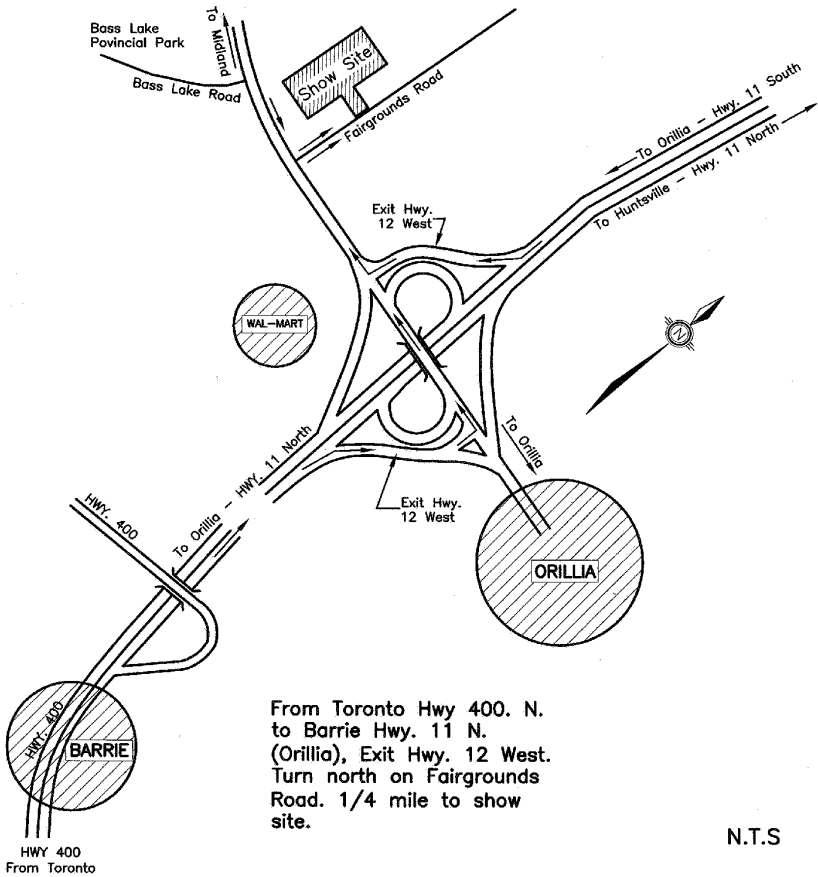 Bass Lake
Povincial Park
Bass Lake Road
To Midland
Show Site
Fairgrounds Road
To Orillia - Hwy. 11 South
To Huntsville - Hwy. 11 North
Exit Hwy.
12 West
WAL-MART
N
To Orillia
To Orillia - HWY. 11 North
Exit Hwy.
12 West
HWY. 400
ORILLIA
HWY. 400
BARRIE
From Toronto Hwy 400. N.
to Barrie Hwy. 11 N.
(Orillia), Exit Hwy. 12 West.
Turn north on Fairgrounds
Road. 1/4 mile to show
site.
N.T.S
HWY 400
From Toronto